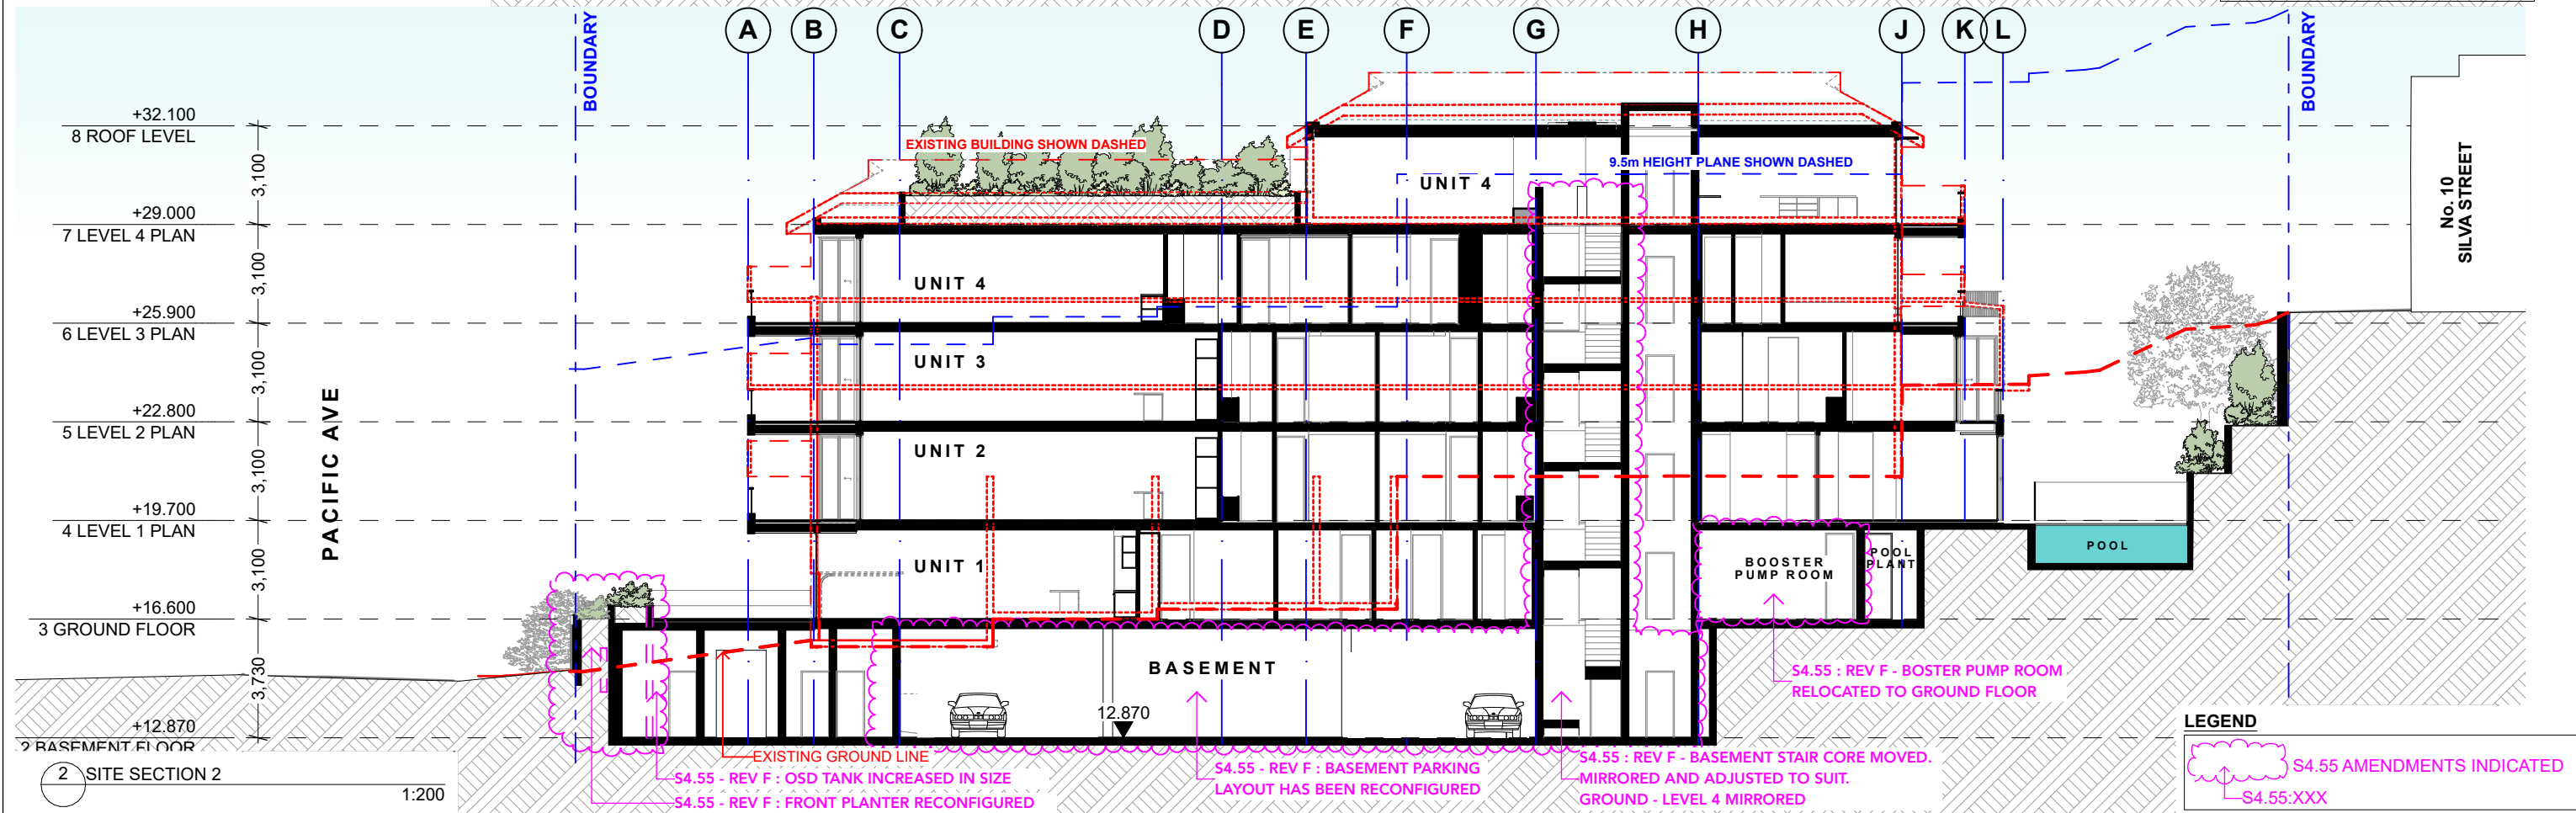 A B C D E F G H J K L
BOUNDARY
BOUNDARY
+32.100
8 ROOF LEVEL
3,100
+29.000
7 LEVEL 4 PLAN
3,100
+25.900
6 LEVEL 3 PLAN
3,100
+22.800
5 LEVEL 2 PLAN
3,100
+19.700
4 LEVEL 1 PLAN
3,100
+16.600
3 GROUND FLOOR
3,730
+12.870
2 BASEMENT FLOOR
PACIFIC AVE
EXISTING BUILDING SHOWN DASHED
9.5m HEIGHT PLANE SHOWN DASHED
UNIT 4
UNIT 4
UNIT 3
UNIT 2
UNIT 1
BASEMENT
12.870
BOOSTER
PUMP ROOM
POOL
PLANT
POOL
No. 10
SILVA STREET
S4.55 : REV F - BOSTER PUMP ROOM
RELOCATED TO GROUND FLOOR
EXISTING GROUND LINE
S4.55 - REV F : OSD TANK INCREASED IN SIZE
S4.55 - REV F : FRONT PLANTER RECONFIGURED
S4.55 - REV F : BASEMENT PARKING
LAYOUT HAS BEEN RECONFIGURED
S4.55 : REV F - BASEMENT STAIR CORE MOVED.
MIRRORED AND ADJUSTED TO SUIT.
GROUND - LEVEL 4 MIRRORED
2 SITE SECTION 2
1:200
LEGEND
S4.55 AMENDMENTS INDICATED
S4.55:XXX